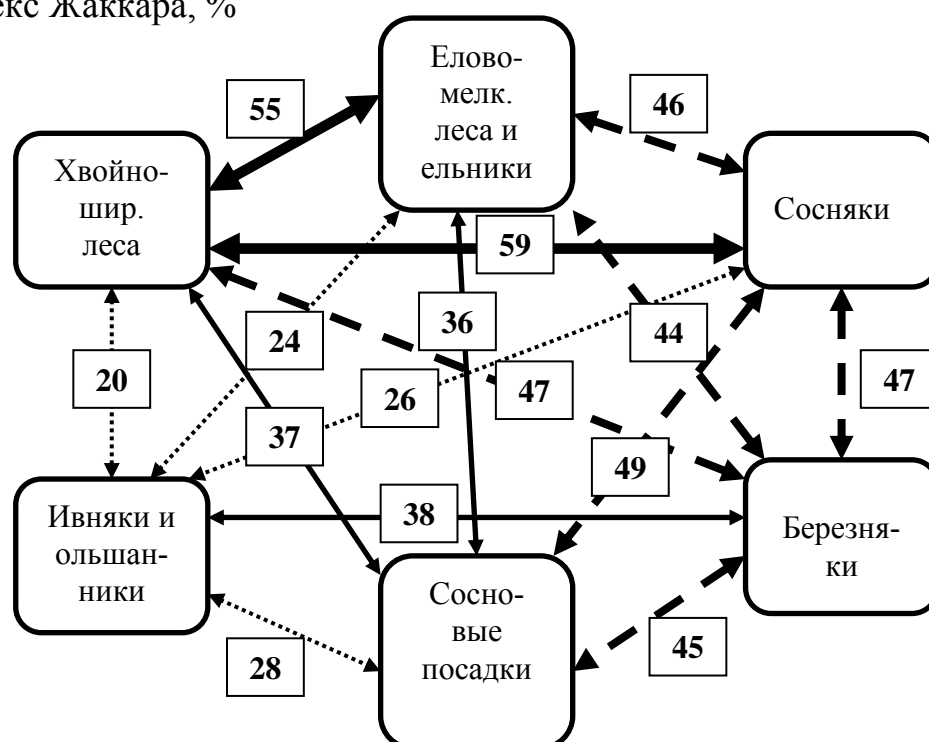 екс Жаккара, %
Елово-
мелк.
леса и
ельники
55
46
Хвойно-
шир.
леса
Сосняки
59
24
36
44
20
26
47
47
37
49
Ивняки и
ольшан-
ники
38
Березня-
ки
Сосно-
вые
посадки
28
45